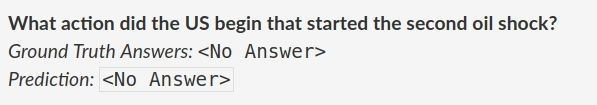 What action did the US begin that started the second oil shock?
Ground Truth Answers: <No Answer>
Prediction: <No Answer>